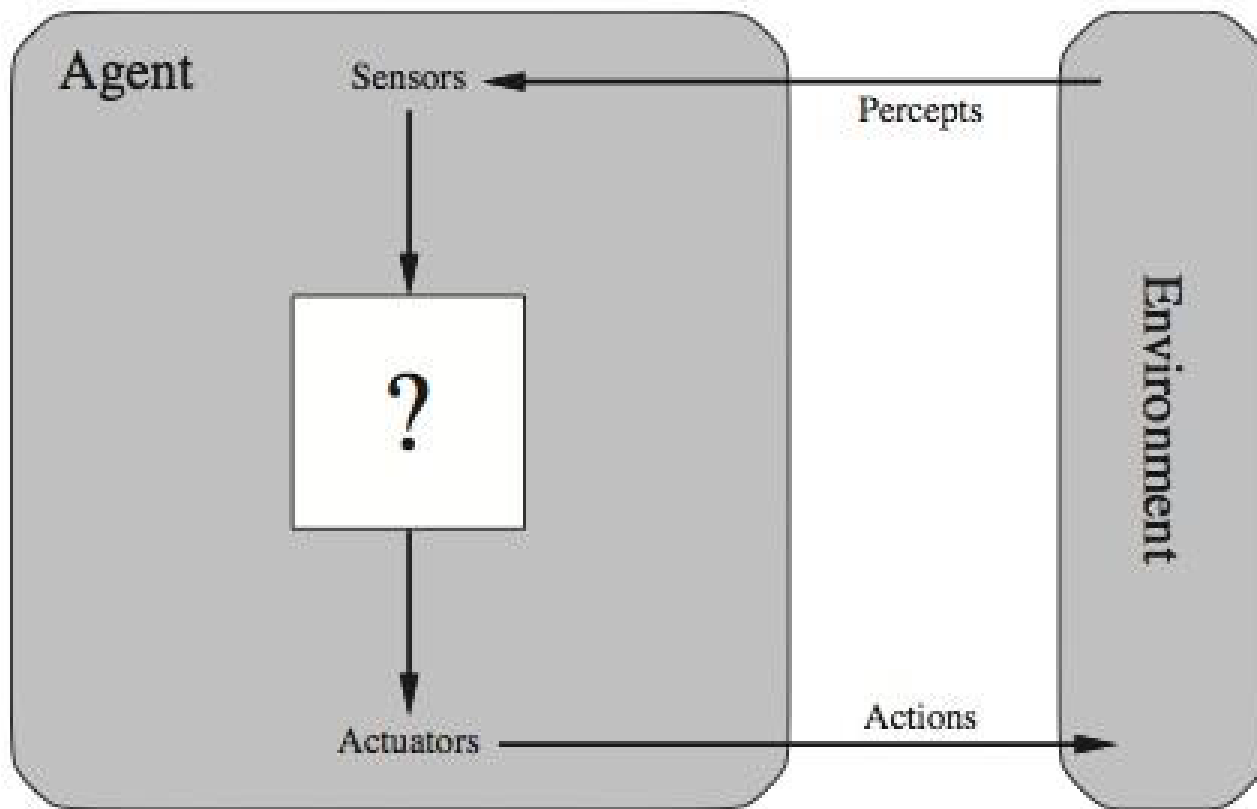 Agent
Sensors
Percepts
?
Environment
Actions
Actuators